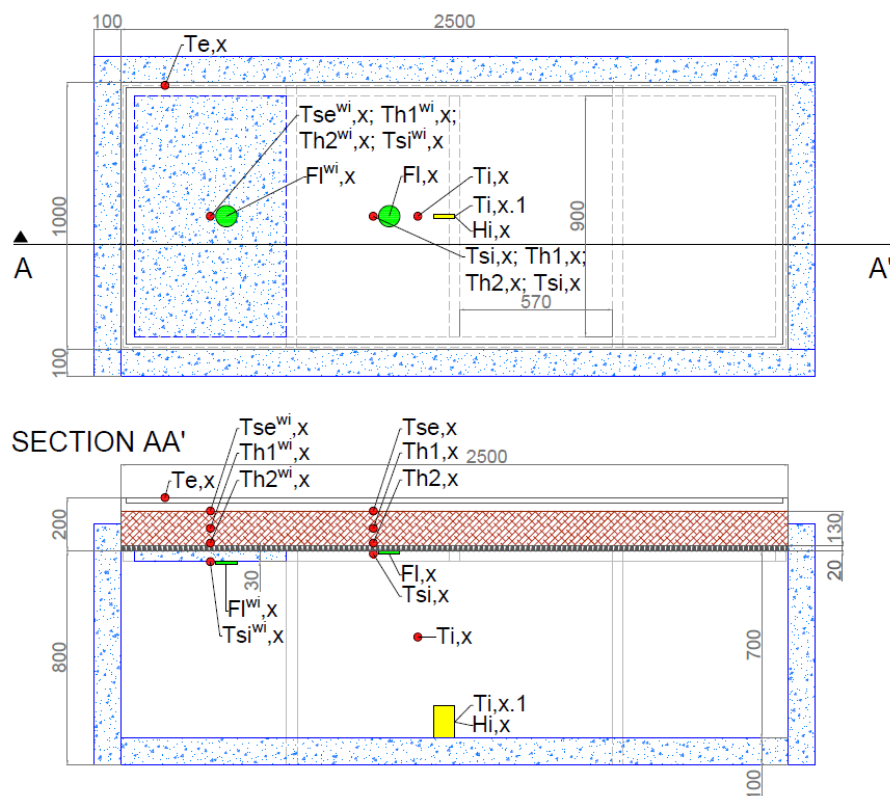 100
2500
Te,x
Tse^wi,x; Th1^wi,x;
Th2^wi,x; Tsi^wi,x
Fl^wi,x
Fl,x
Ti,x
Ti,x.1
Hi,x
1000
900
A
A'
Tsi,x; Th1,x;
Th2,x; Tsi,x
570
100
SECTION AA'
Tse^wi,x
Th1^wi,x
Th2^wi,x
Tse,x
Th1,x
Th2,x
2500
Te,x
200
130
20
30
Fl^wi,x
Tsi^wi,x
Fl,x
Tsi,x
Ti,x
800
700
Ti,x.1
Hi,x
100